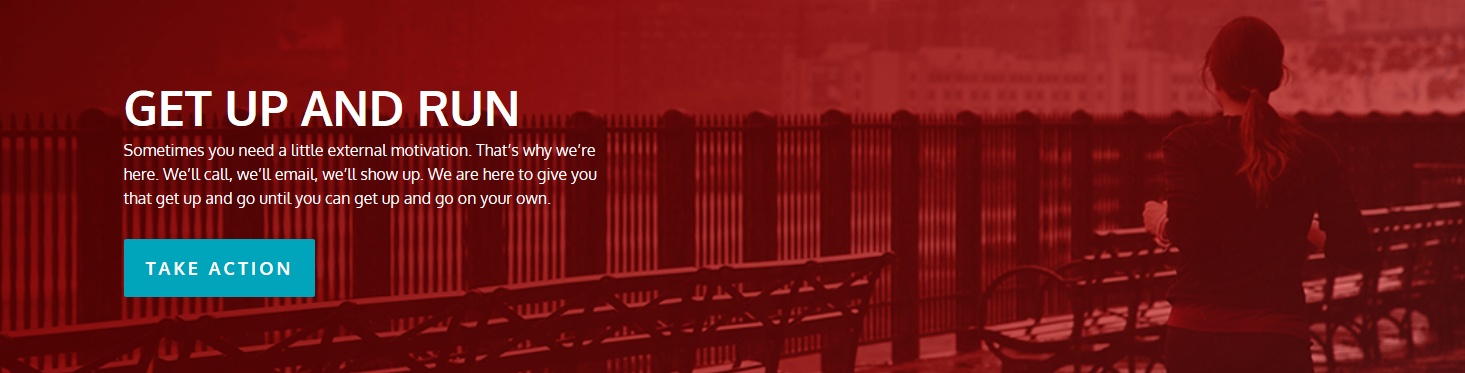 GET UP AND RUN
Sometimes you need a little external motivation. That’s why we’re
here. We’ll call, we’ll email, we’ll show up. We are here to give you
that get up and go until you can get up and go on your own.
TAKE ACTION